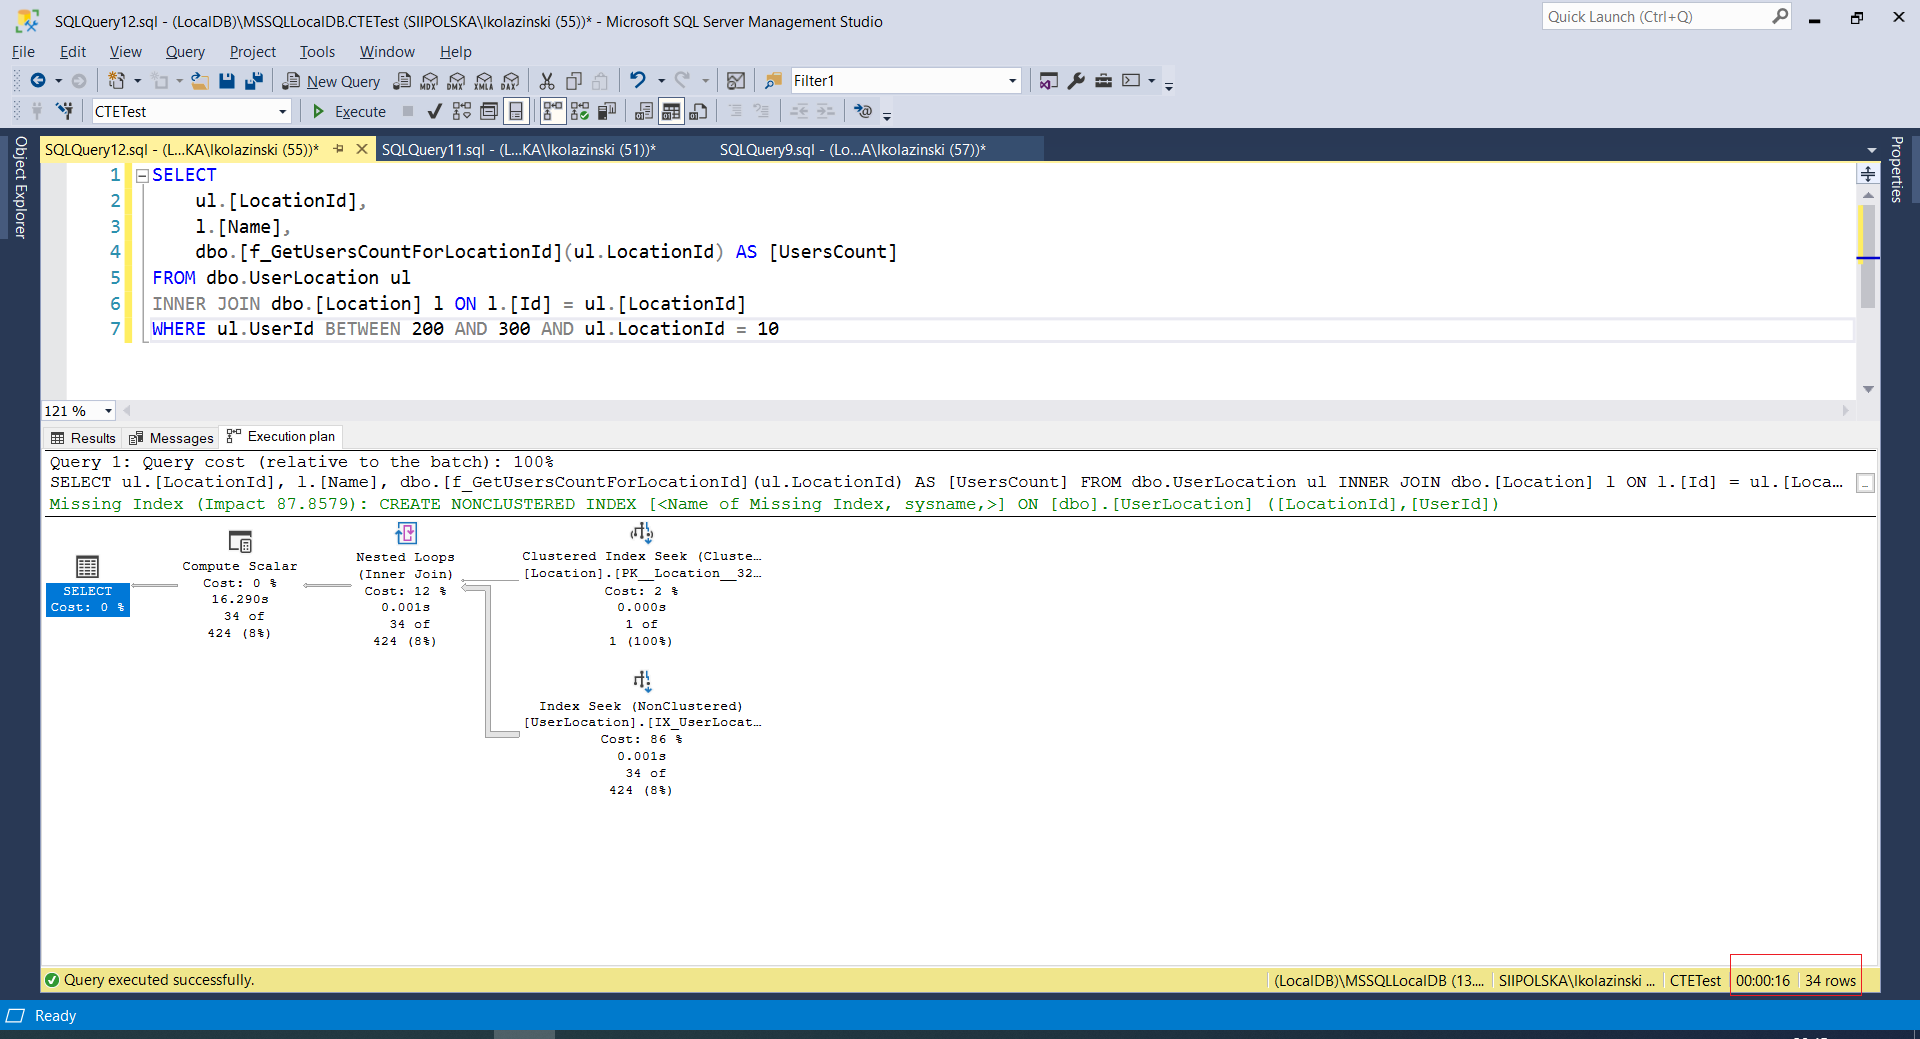 SQLQuery12.sql - (LocalDB)\MSSQLLocalDB.CTETest (SIIPOLSKA\lkolazinski (55))* - Microsoft SQL Server Management Studio
Quick Launch (Ctrl+Q)
File Edit View Query Project Tools Window Help
New Query MDX DMX XMLA DAX Filter1
CTETest Execute
Object Explorer
Properties
SQLQuery12.sql - (L...KA\lkolazinski (55))* SQLQuery11.sql - (L...KA\lkolazinski (51))* SQLQuery9.sql - (Lo...A\lkolazinski (57))*
1 SELECT
2 ul.[LocationId],
3 l.[Name],
4 dbo.[f_GetUsersCountForLocationId](ul.LocationId) AS [UsersCount]
5 FROM dbo.UserLocation ul
6 INNER JOIN dbo.[Location] l ON l.[Id] = ul.[LocationId]
7 WHERE ul.UserId BETWEEN 200 AND 300 AND ul.LocationId = 10
121 %
Results Messages Execution plan
Query 1: Query cost (relative to the batch): 100%
SELECT ul.[LocationId], l.[Name], dbo.[f_GetUsersCountForLocationId](ul.LocationId) AS [UsersCount] FROM dbo.UserLocation ul INNER JOIN dbo.[Location] l ON l.[Id] = ul.[Loca...
Missing Index (Impact 87.8579): CREATE NONCLUSTERED INDEX [<Name of Missing Index, sysname,>] ON [dbo].[UserLocation] ([LocationId],[UserId])
SELECT
Cost: 0 %
Compute Scalar
Cost: 0 %
16.290s
34 of
424 (8%)
Nested Loops
(Inner Join)
Cost: 12 %
0.001s
34 of
424 (8%)
Clustered Index Seek (Cluste...
[Location].[PK__Location__32...
Cost: 2 %
0.000s
1 of
1 (100%)
Index Seek (NonClustered)
[UserLocation].[IX_UserLocat...
Cost: 86 %
0.001s
34 of
424 (8%)
Query executed successfully.
(LocalDB)\MSSQLLocalDB (13.... SIIPOLSKA\lkolazinski ... CTETest 00:00:16 34 rows
Ready